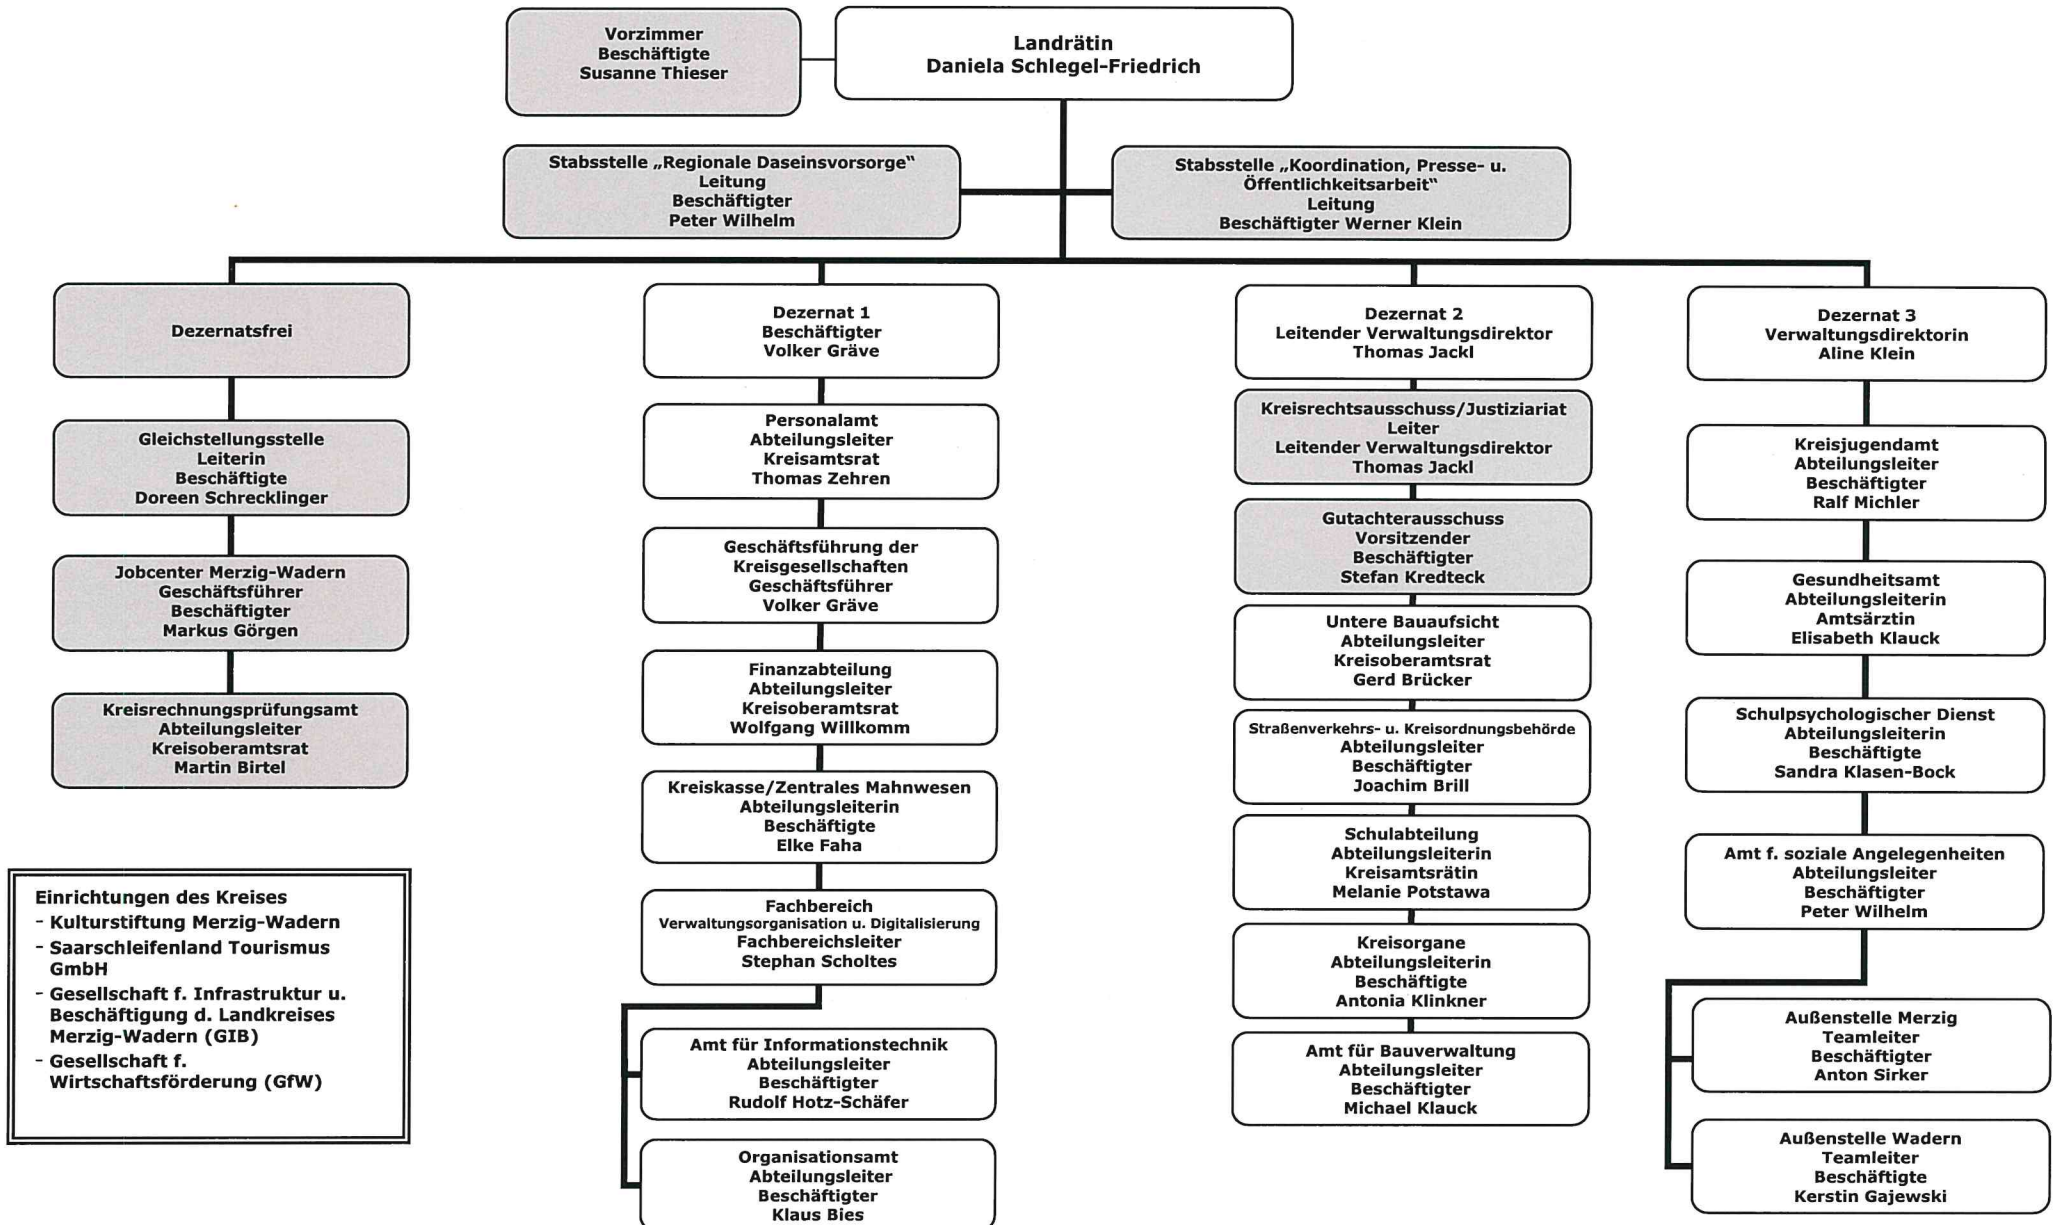 Vorzimmer
Beschäftigte
Susanne Thieser
Landrätin
Daniela Schlegel-Friedrich
Stabsstelle „Regionale Daseinsvorsorge“
Leitung
Beschäftigter
Peter Wilhelm
Stabsstelle „Koordination, Presse- u.
Öffentlichkeitsarbeit“
Leitung
Beschäftigter Werner Klein
Dezernatsfrei
Gleichstellungsstelle
Leiterin
Beschäftigte
Doreen Schrecklinger
Jobcenter Merzig-Wadern
Geschäftsführer
Beschäftigter
Markus Görgen
Kreisrechnungsprüfungsamt
Abteilungsleiter
Kreisoberamtsrat
Martin Birtel
Einrichtungen des Kreises
- Kulturstiftung Merzig-Wadern
- Saarschleifenland Tourismus
GmbH
- Gesellschaft f. Infrastruktur u.
Beschäftigung d. Landkreises
Merzig-Wadern (GIB)
- Gesellschaft f.
Wirtschaftsförderung (GfW)
Dezernat 1
Beschäftigter
Volker Gräve
Personalamt
Abteilungsleiter
Kreisamtsrat
Thomas Zehren
Geschäftsführung der
Kreisgesellschaften
Geschäftsführer
Volker Gräve
Finanzabteilung
Abteilungsleiter
Kreisoberamtsrat
Wolfgang Willkomm
Kreiskasse/Zentrales Mahnwesen
Abteilungsleiterin
Beschäftigte
Elke Faha
Fachbereich
Verwaltungsorganisation u. Digitalisierung
Fachbereichsleiter
Stephan Scholtes
Amt für Informationstechnik
Abteilungsleiter
Beschäftigter
Rudolf Hotz-Schäfer
Organisationsamt
Abteilungsleiter
Beschäftigter
Klaus Bies
Dezernat 2
Leitender Verwaltungsdirektor
Thomas Jackl
Kreisrechtsausschuss/Justiziariat
Leiter
Leitender Verwaltungsdirektor
Thomas Jackl
Gutachterausschuss
Vorsitzender
Beschäftigter
Stefan Kredteck
Untere Bauaufsicht
Abteilungsleiter
Kreisoberamtsrat
Gerd Brücker
Straßenverkehrs- u. Kreisordnungsbehörde
Abteilungsleiter
Beschäftigter
Joachim Brill
Schulabteilung
Abteilungsleiterin
Kreisamtsrätin
Melanie Potstawa
Kreisorgane
Abteilungsleiterin
Beschäftigte
Antonia Klinkner
Amt für Bauverwaltung
Abteilungsleiter
Beschäftigter
Michael Klauck
Dezernat 3
Verwaltungsdirektorin
Aline Klein
Kreisjugendamt
Abteilungsleiter
Beschäftigter
Ralf Michler
Gesundheitsamt
Abteilungsleiterin
Amtsärztin
Elisabeth Klauck
Schulpsychologischer Dienst
Abteilungsleiterin
Beschäftigte
Sandra Klasen-Bock
Amt f. soziale Angelegenheiten
Abteilungsleiter
Beschäftigter
Peter Wilhelm
Außenstelle Merzig
Teamleiter
Beschäftigter
Anton Sirker
Außenstelle Wadern
Teamleiter
Beschäftigte
Kerstin Gajewski